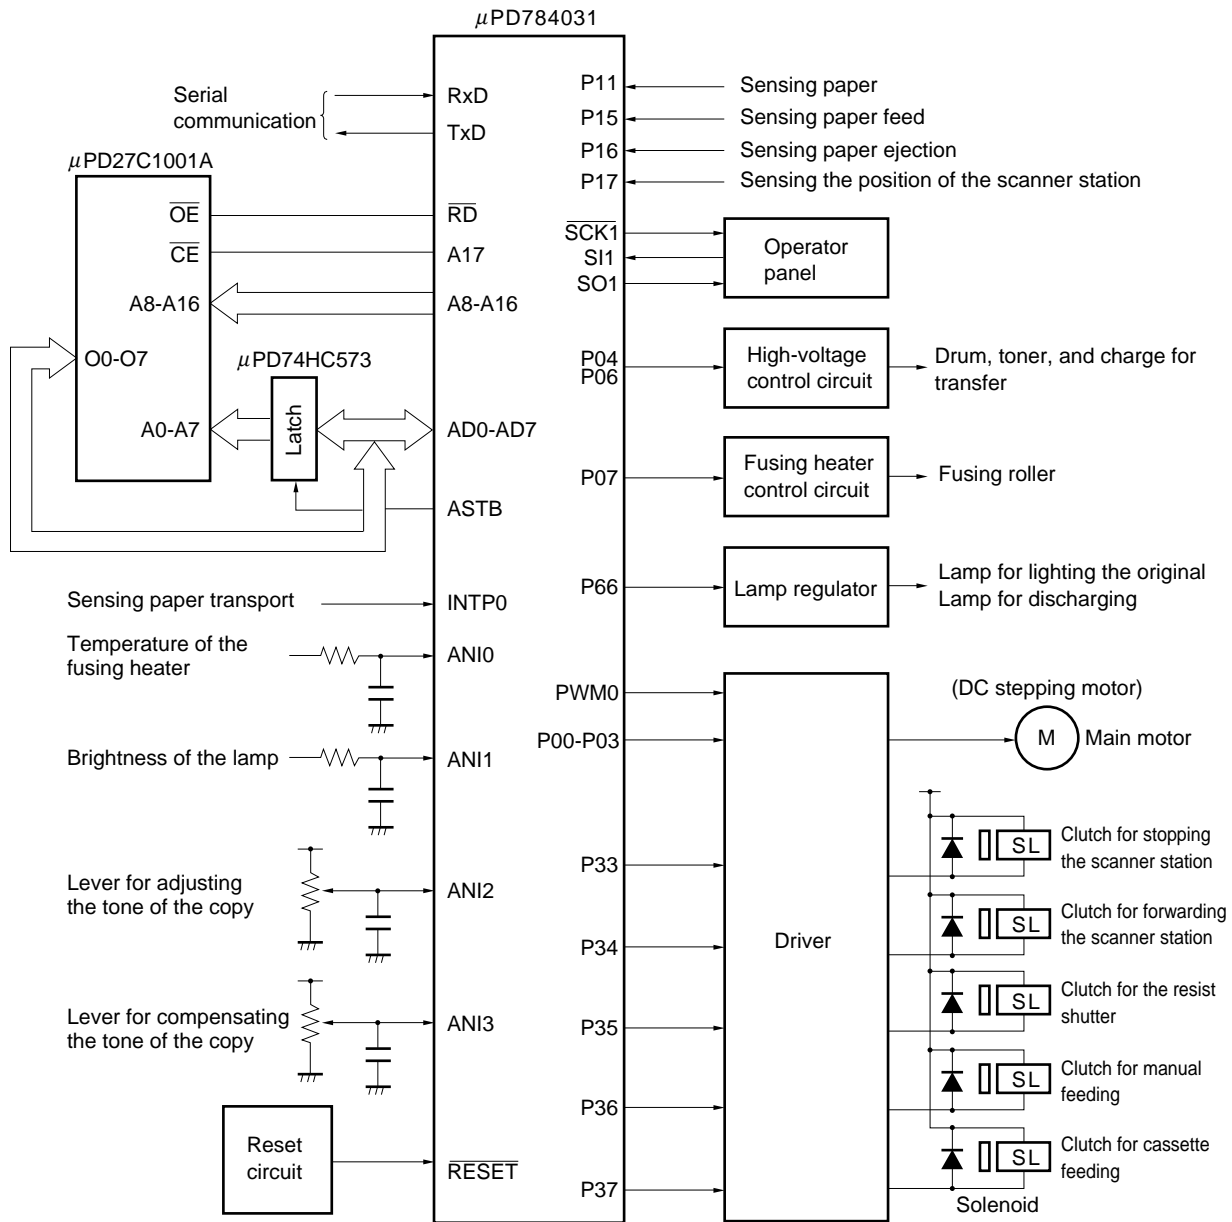 μPD784031
Serial
communication
RxD
TxD
μPD27C1001A
OE
CE
A8-A16
O0-O7
A0-A7
RD
A17
A8-A16
μPD74HC573
Latch
AD0-AD7
ASTB
Sensing paper transport
INTP0
Temperature of the
fusing heater
ANI0
Brightness of the lamp
ANI1
Lever for adjusting
the tone of the copy
ANI2
Lever for compensating
the tone of the copy
ANI3
Reset
circuit
RESET
P11
Sensing paper
P15
Sensing paper feed
P16
Sensing paper ejection
P17
Sensing the position of the scanner station
SCK1
SI1
SO1
Operator
panel
P04
P06
High-voltage
control circuit
Drum, toner, and charge for
transfer
P07
Fusing heater
control circuit
Fusing roller
P66
Lamp regulator
Lamp for lighting the original
Lamp for discharging
PWM0
P00-P03
P33
P34
P35
P36
P37
Driver
(DC stepping motor)
M
Main motor
SL
Clutch for stopping
the scanner station
SL
Clutch for forwarding
the scanner station
SL
Clutch for the resist
shutter
SL
Clutch for manual
feeding
SL
Clutch for cassette
feeding
Solenoid